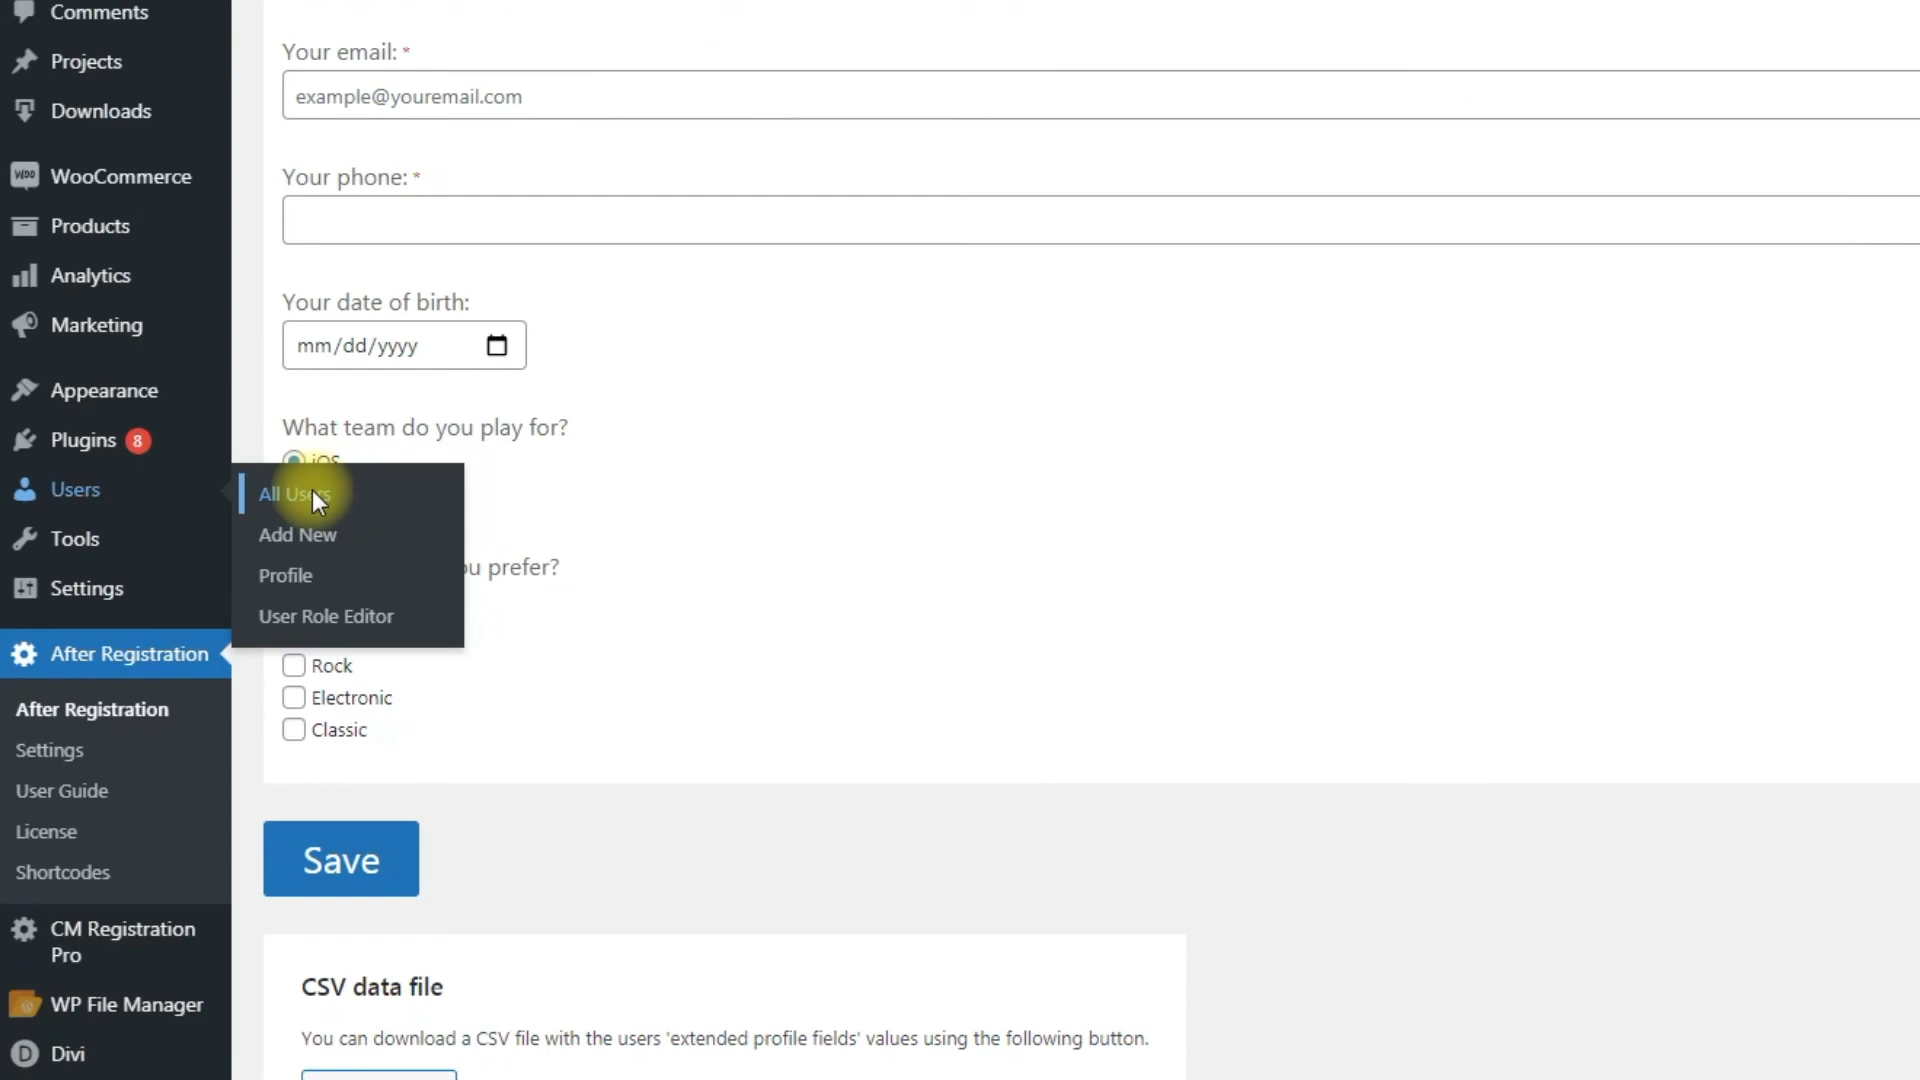 Comments
Projects
Downloads
WOO WooCommerce
Products
Analytics
Marketing
Appearance
Plugins 8
Users
Tools
Settings
After Registration
After Registration
Settings
User Guide
License
Shortcodes
CM Registration
Pro
WP File Manager
D Divi
All Users
Add New
Profile
User Role Editor
Your email: *
example@youremail.com
Your phone: *
Your date of birth:
mm/dd/yyyy
What team do you play for?
iOS
prefer?
Rock
Electronic
Classic
Save
CSV data file
You can download a CSV file with the users 'extended profile fields' values using the following button.